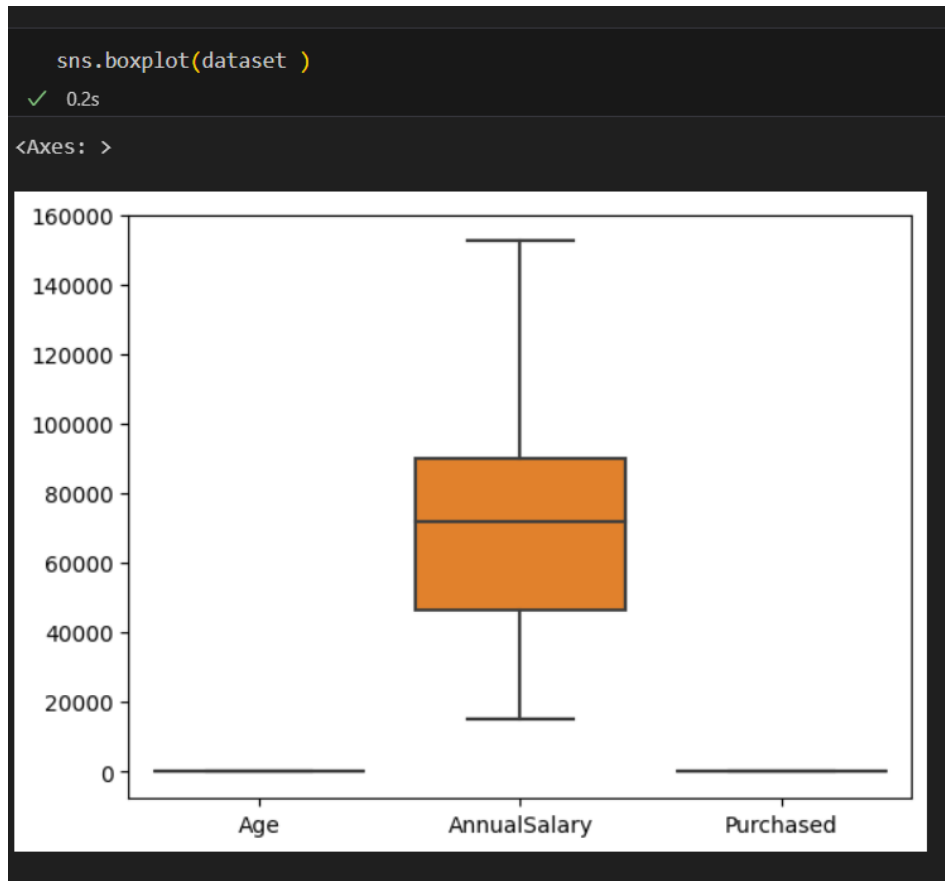 sns.boxplot(dataset )
✓ 0.2s
<Axes: >
160000
140000
120000
100000
80000
60000
40000
20000
0
Age AnnualSalary Purchased